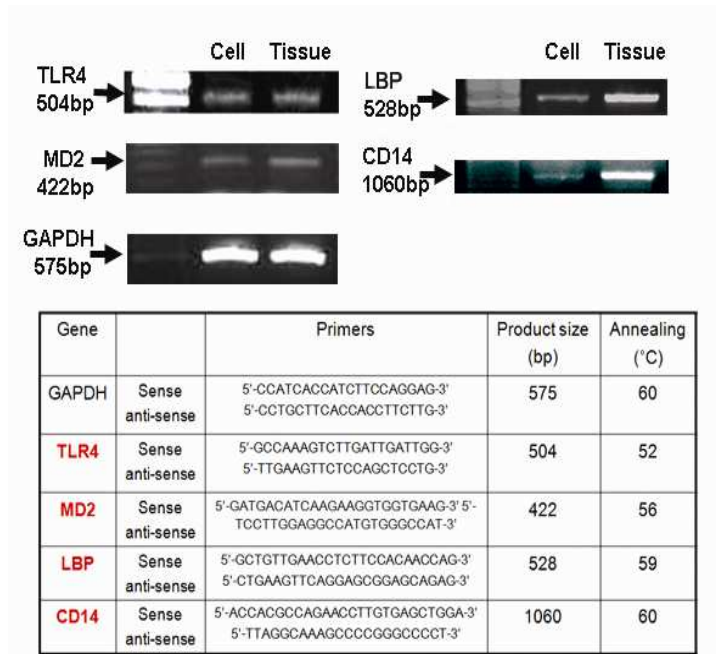 Cell Tissue
TLR4
504bp
MD2
422bp
GAPDH
575bp
Cell Tissue
LBP
528bp
CD14
1060bp
Gene Primers Product size (bp) Annealing (°C)
GAPDH Sense 5'-CCATCACCATCTTCCAGGAG-3' 575 60
anti-sense 5'-CCTGCTTCACCACCTTCTTG-3'
TLR4 Sense 5'-GCCAAAGTCTTGATTGATTGG-3' 504 52
anti-sense 5'-TTGAAGTTCTCCAGCTCCTG-3'
MD2 Sense 5'-GATGACATCAAGAAGGTGGTGAAG-3' 5'- 422 56
anti-sense TCCTTGGAGGCCATGTGGGCCAT-3'
LBP Sense 5'-GCTGTTGAACCTCTTCCACAACCAG-3' 528 59
anti-sense 5'-CTGAAGTTCAGGAGCGGAGCAGAG-3'
CD14 Sense 5'-ACCACGCCAGAACCTTGTGAGCTGGA-3' 1060 60
anti-sense 5'-TTAGGCAAAGCCCCGGGCCCCT-3'